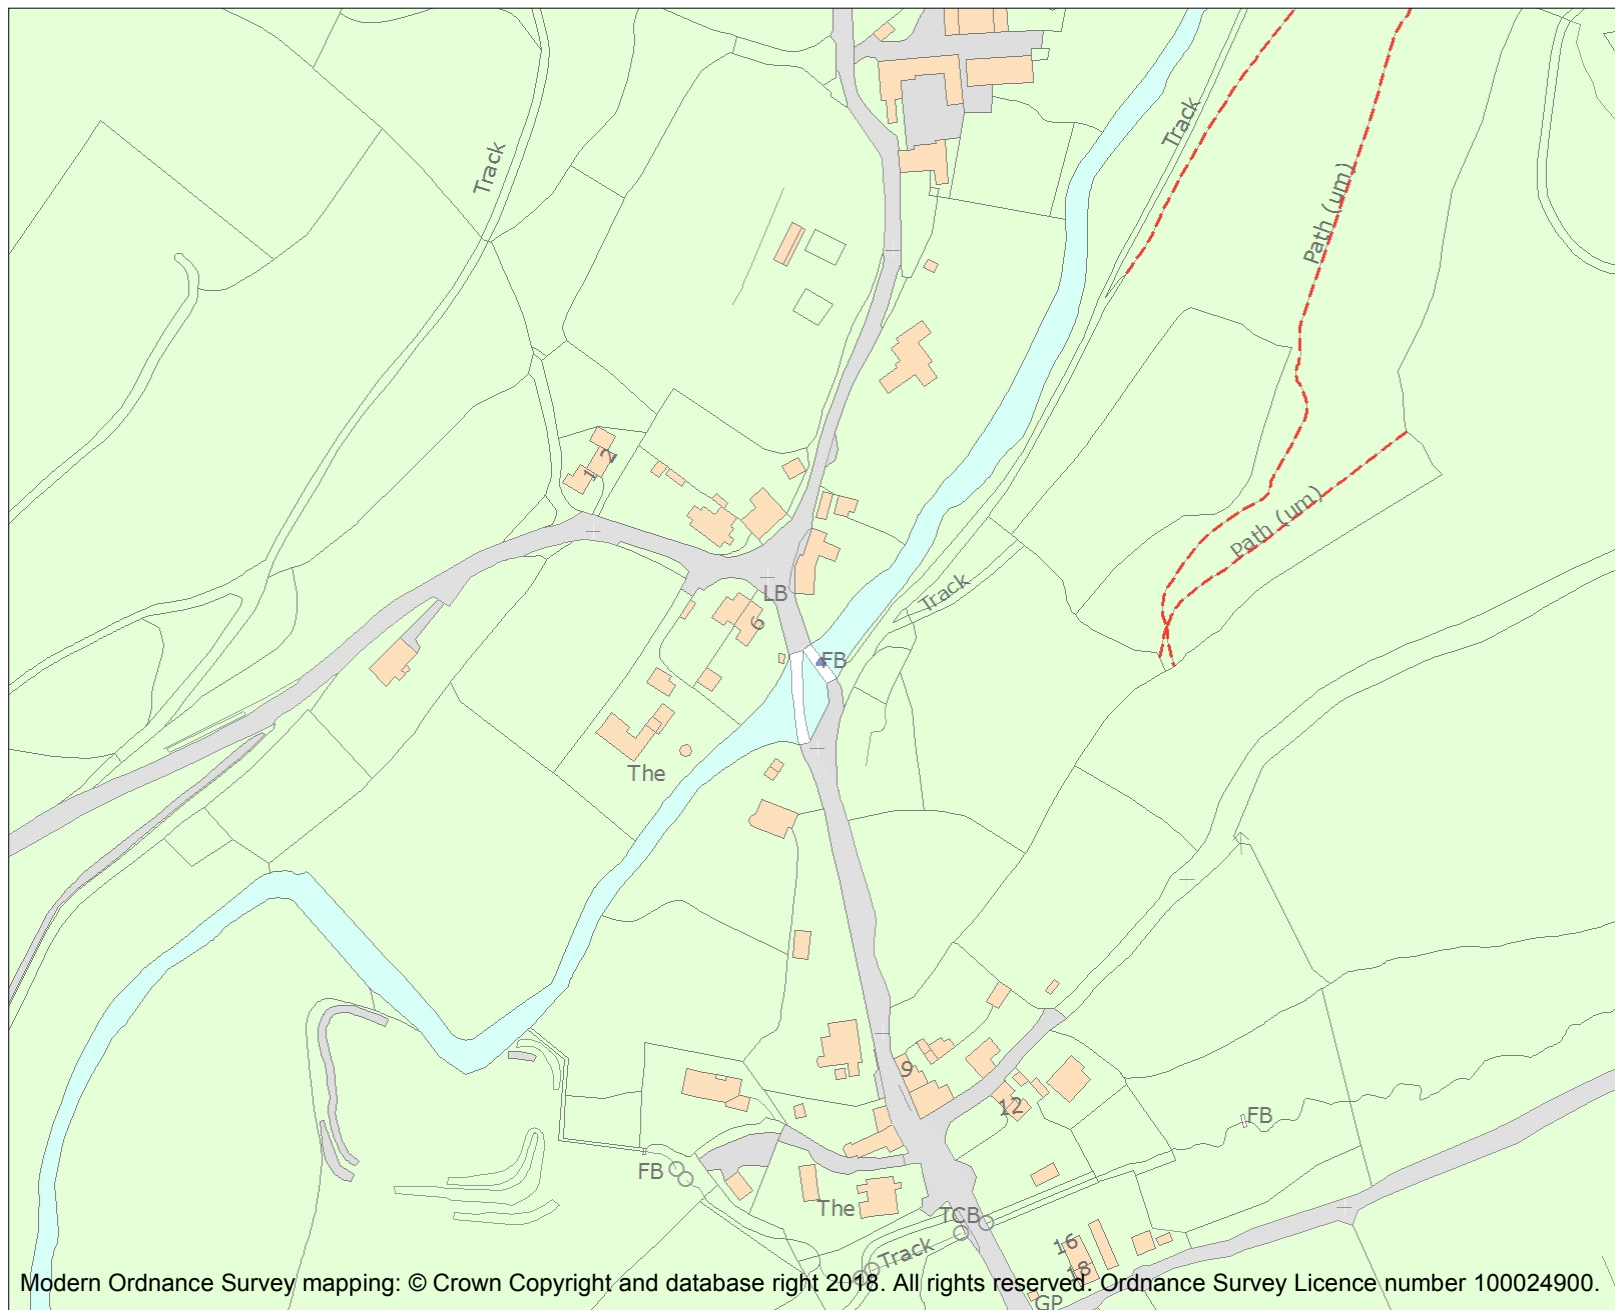 Track
Track
Path (um)
1
2
Path (um)
Track
LB
6
FB
The
9
12
FB
FB
The
TCB
Track
16
18
GP
Modern Ordnance Survey mapping: © Crown Copyright and database right 2018. All rights reserved. Ordnance Survey Licence number 100024900.